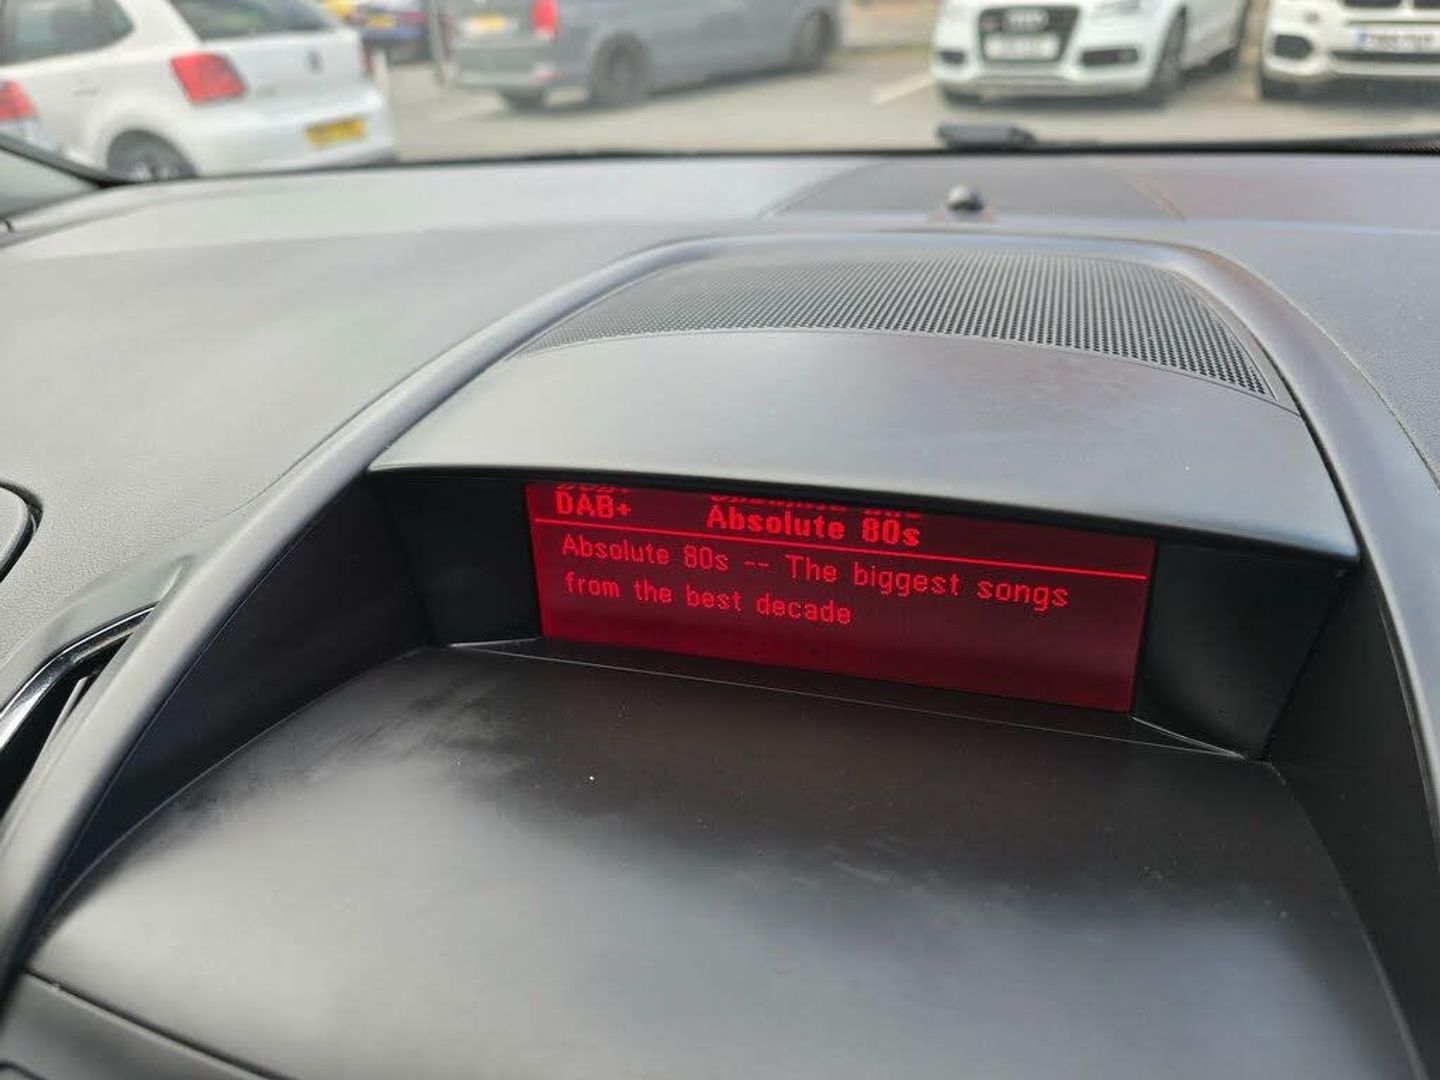 DAB+ Absolute 80s
Absolute 80s -- The biggest songs
from the best decade